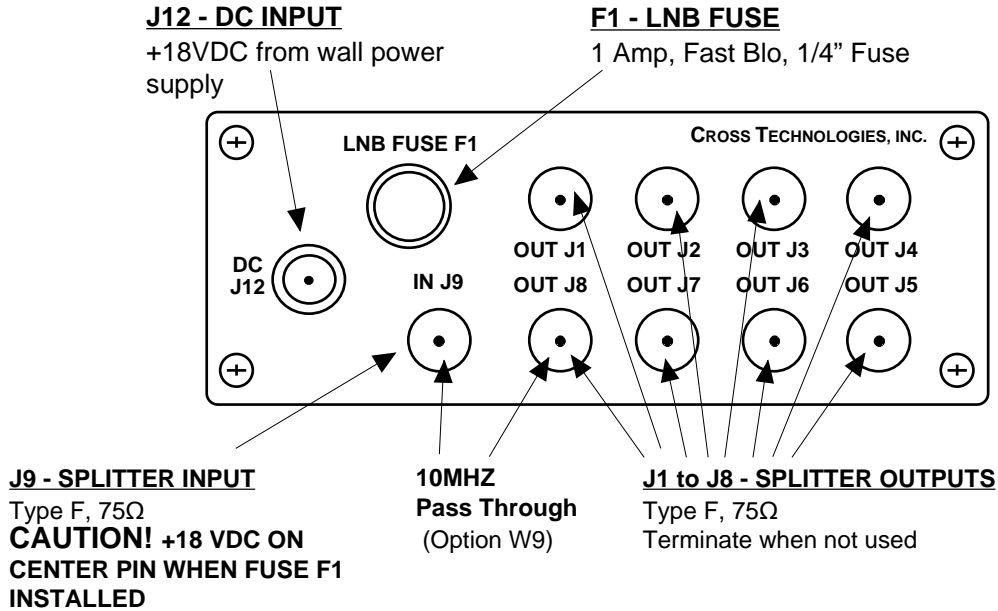 J12 - DC INPUT
+18VDC from wall power
supply
F1 - LNB FUSE
1 Amp, Fast Blo, 1/4” Fuse
LNB FUSE F1
CROSS TECHNOLOGIES, INC.
OUT J1
OUT J2
OUT J3
OUT J4
DC
J12
IN J9
OUT J8
OUT J7
OUT J6
OUT J5
J9 - SPLITTER INPUT
Type F, 75Ω
CAUTION! +18 VDC ON
CENTER PIN WHEN FUSE F1
INSTALLED
10MHZ
Pass Through
(Option W9)
J1 to J8 - SPLITTER OUTPUTS
Type F, 75Ω
Terminate when not used